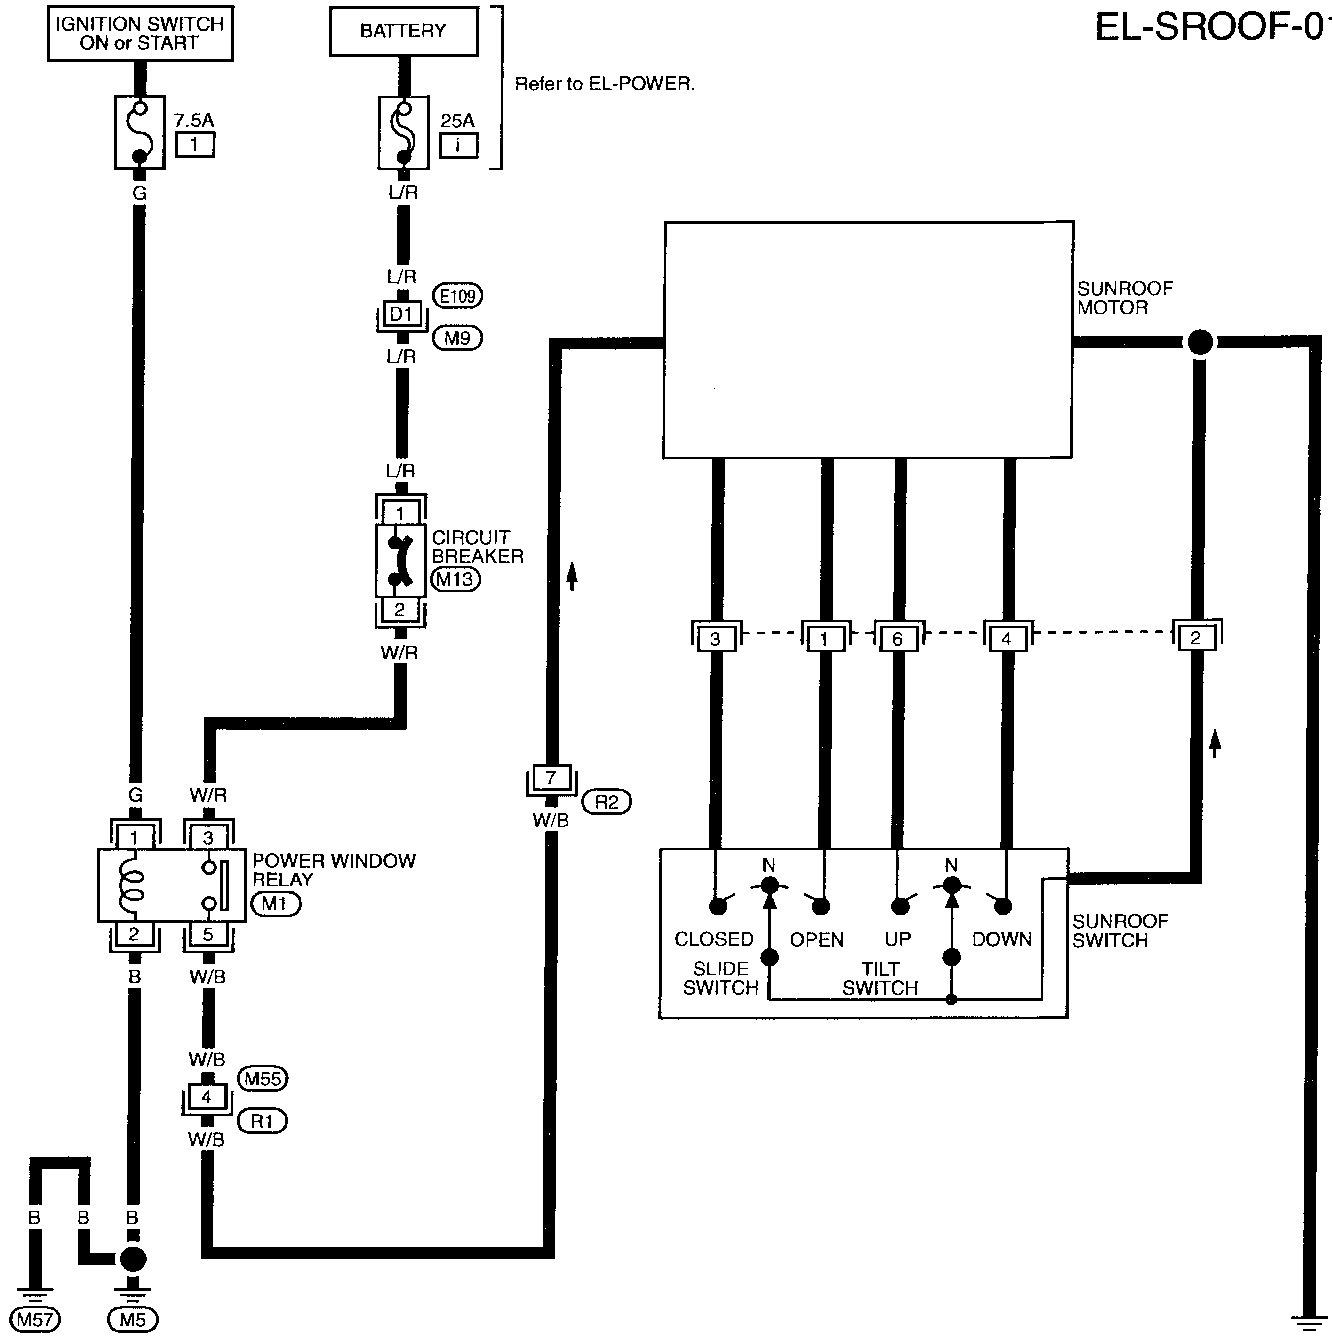 EL-SROOF-01
IGNITION SWITCH
ON or START
BATTERY
Refer to EL-POWER.
7.5A
1
25A
i
G
L/R
L/R
E109
D1
M9
L/R
L/R
1
CIRCUIT
BREAKER
M13
2
W/R
SUNROOF
MOTOR
3
1
6
4
2
7
R2
W/B
G
W/R
1
3
POWER WINDOW
RELAY
M1
2
5
B
W/B
N
N
CLOSED
OPEN
UP
DOWN
SLIDE
SWITCH
TILT
SWITCH
SUNROOF
SWITCH
W/B
M55
4
R1
W/B
B
B
B
M57
M5